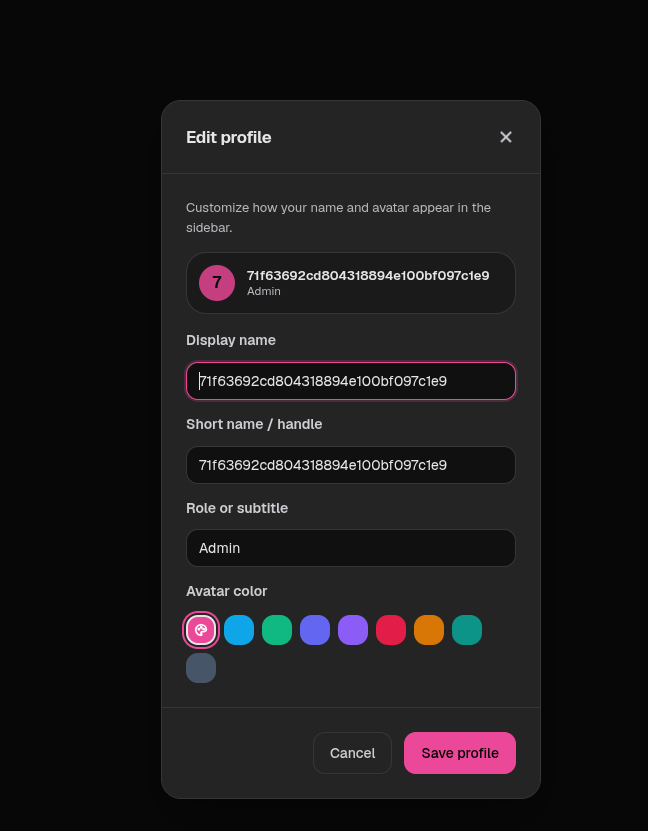 Edit profile
Customize how your name and avatar appear in the
sidebar.
7
71f63692cd804318894e100bf097c1e9
Admin
Display name
71f63692cd804318894e100bf097c1e9
Short name / handle
71f63692cd804318894e100bf097c1e9
Role or subtitle
Admin
Avatar color
Cancel
Save profile